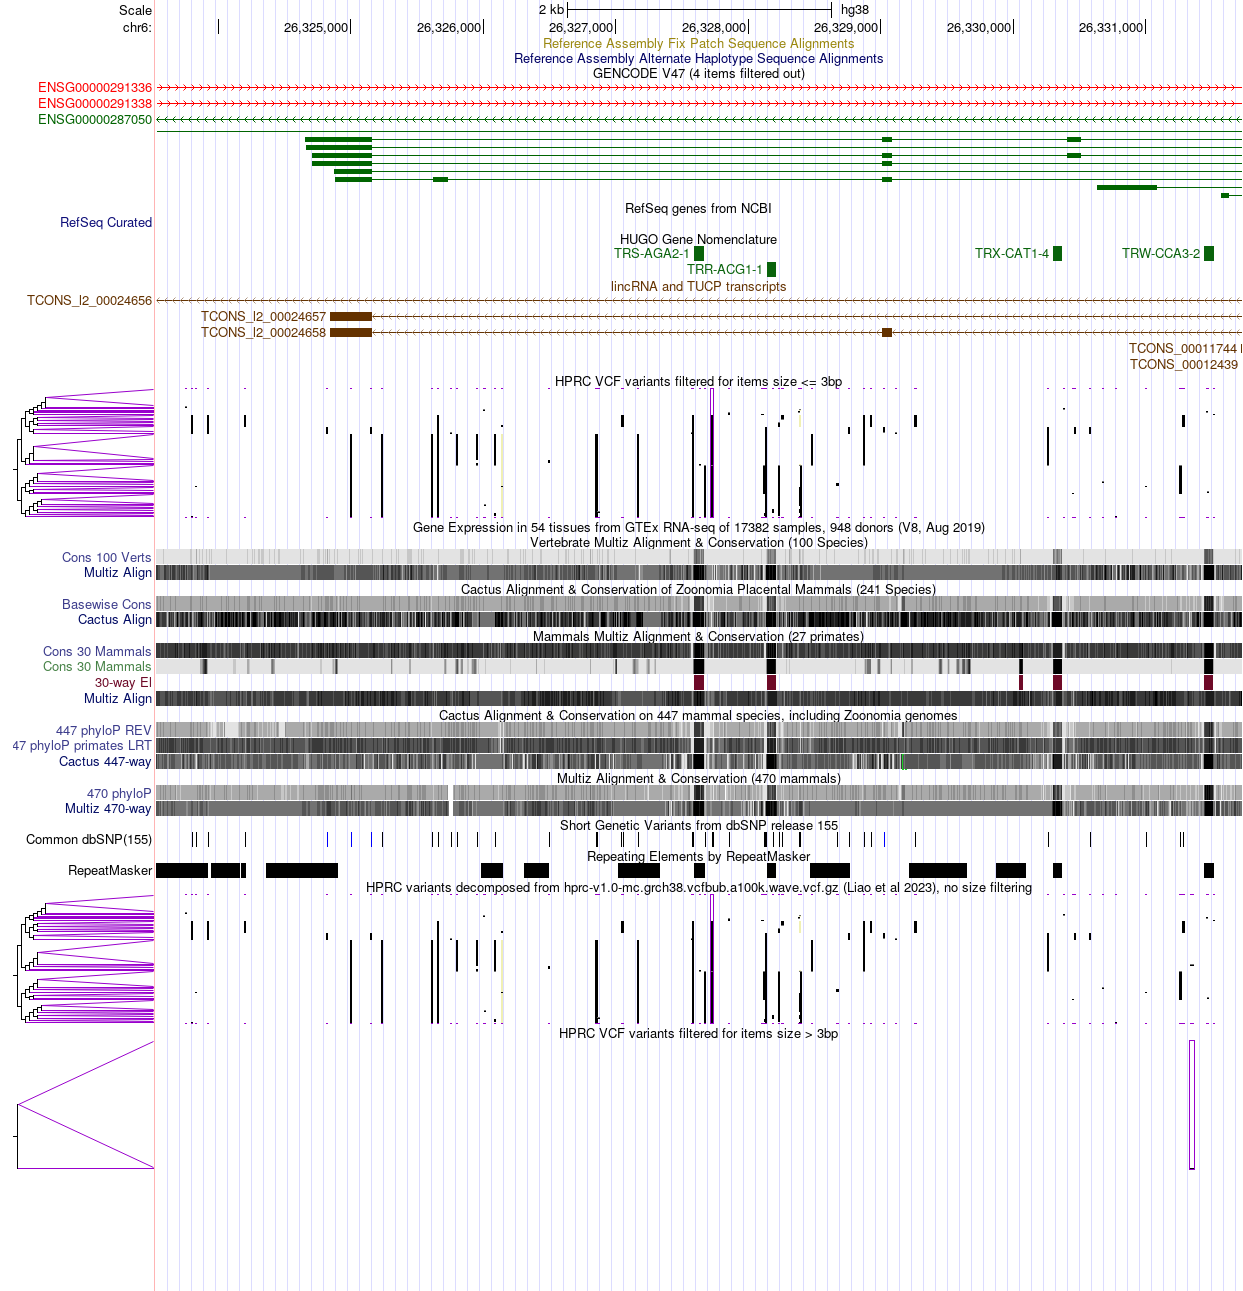 Scale 2 kb hg38
chr6: 26,325,000 26,326,000 26,327,000 26,328,000 26,329,000 26,330,000 26,331,000
Reference Assembly Fix Patch Sequence Alignments
Reference Assembly Alternate Haplotype Sequence Alignments
GENCODE V47 (4 items filtered out)
ENSG00000291336
ENSG00000291338
ENSG00000287050
RefSeq genes from NCBI
RefSeq Curated
HUGO Gene Nomenclature
TRS-AGA2-1 TRX-CAT1-4 TRW-CCA3-2
TRR-ACG1-1
lincRNA and TUCP transcripts
TCONS_l2_00024656
TCONS_l2_00024657
TCONS_l2_00024658
TCONS_00011744
TCONS_00012439
HPRC VCF variants filtered for items size <= 3bp
Gene Expression in 54 tissues from GTEx RNA-seq of 17382 samples, 948 donors (V8, Aug 2019)
Vertebrate Multiz Alignment & Conservation (100 Species)
Cons 100 Verts
Multiz Align
Cactus Alignment & Conservation of Zoonomia Placental Mammals (241 Species)
Basewise Cons
Cactus Align
Mammals Multiz Alignment & Conservation (27 primates)
Cons 30 Mammals
Cons 30 Mammals
30-way El
Multiz Align
Cactus Alignment & Conservation on 447 mammal species, including Zoonomia genomes
447 phyloP REV
47 phyloP primates LRT
Cactus 447-way
Multiz Alignment & Conservation (470 mammals)
470 phyloP
Multiz 470-way
Short Genetic Variants from dbSNP release 155
Common dbSNP(155)
Repeating Elements by RepeatMasker
RepeatMasker
HPRC variants decomposed from hprc-v1.0-mc.grch38.vcfbub.a100k.wave.vcf.gz (Liao et al 2023), no size filtering
HPRC VCF variants filtered for items size > 3bp